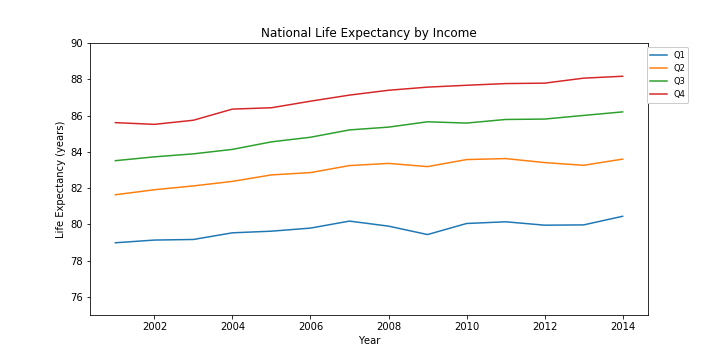 National Life Expectancy by Income
90
88
86
84
82
80
78
76
Life Expectancy (years)
2002 2004 2006 2008 2010 2012 2014
Year
Q1
Q2
Q3
Q4